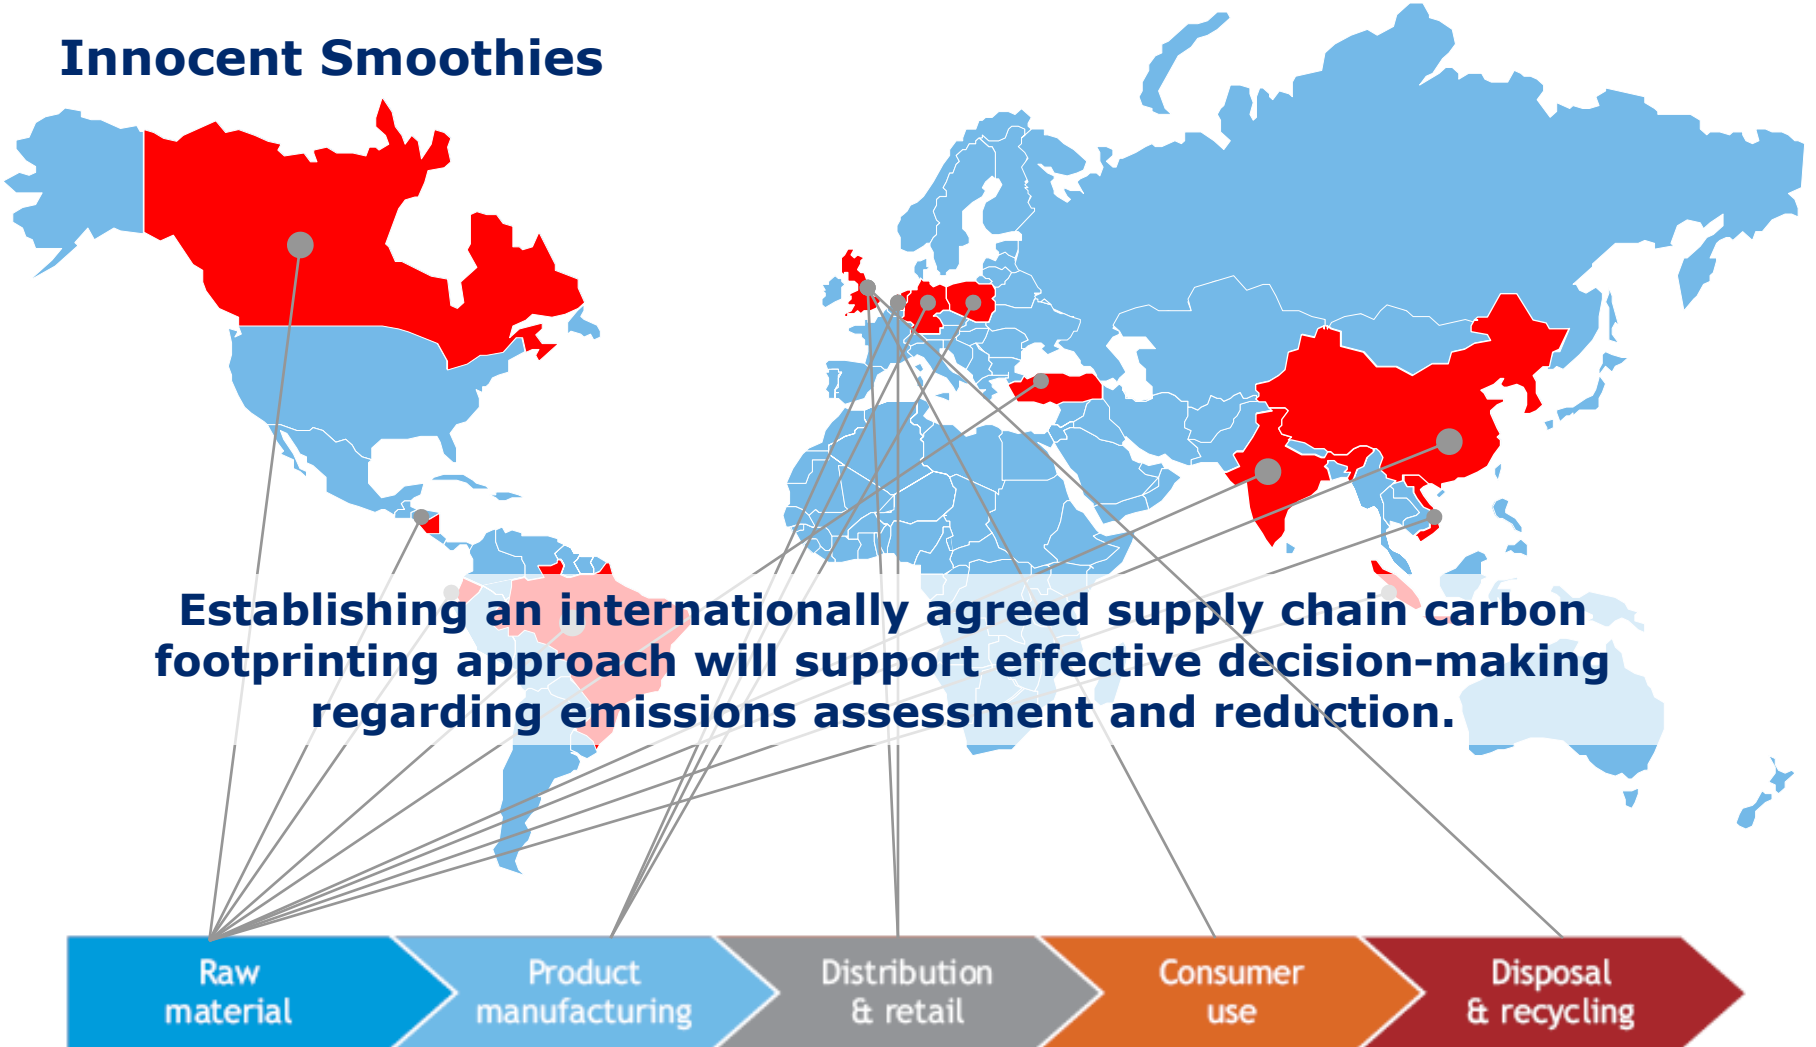 Innocent Smoothies
Establishing an internationally agreed supply chain carbon
footprinting approach will support effective decision-making
regarding emissions assessment and reduction.
Raw
material
Product
manufacturing
Distribution
& retail
Consumer
use
Disposal
& recycling